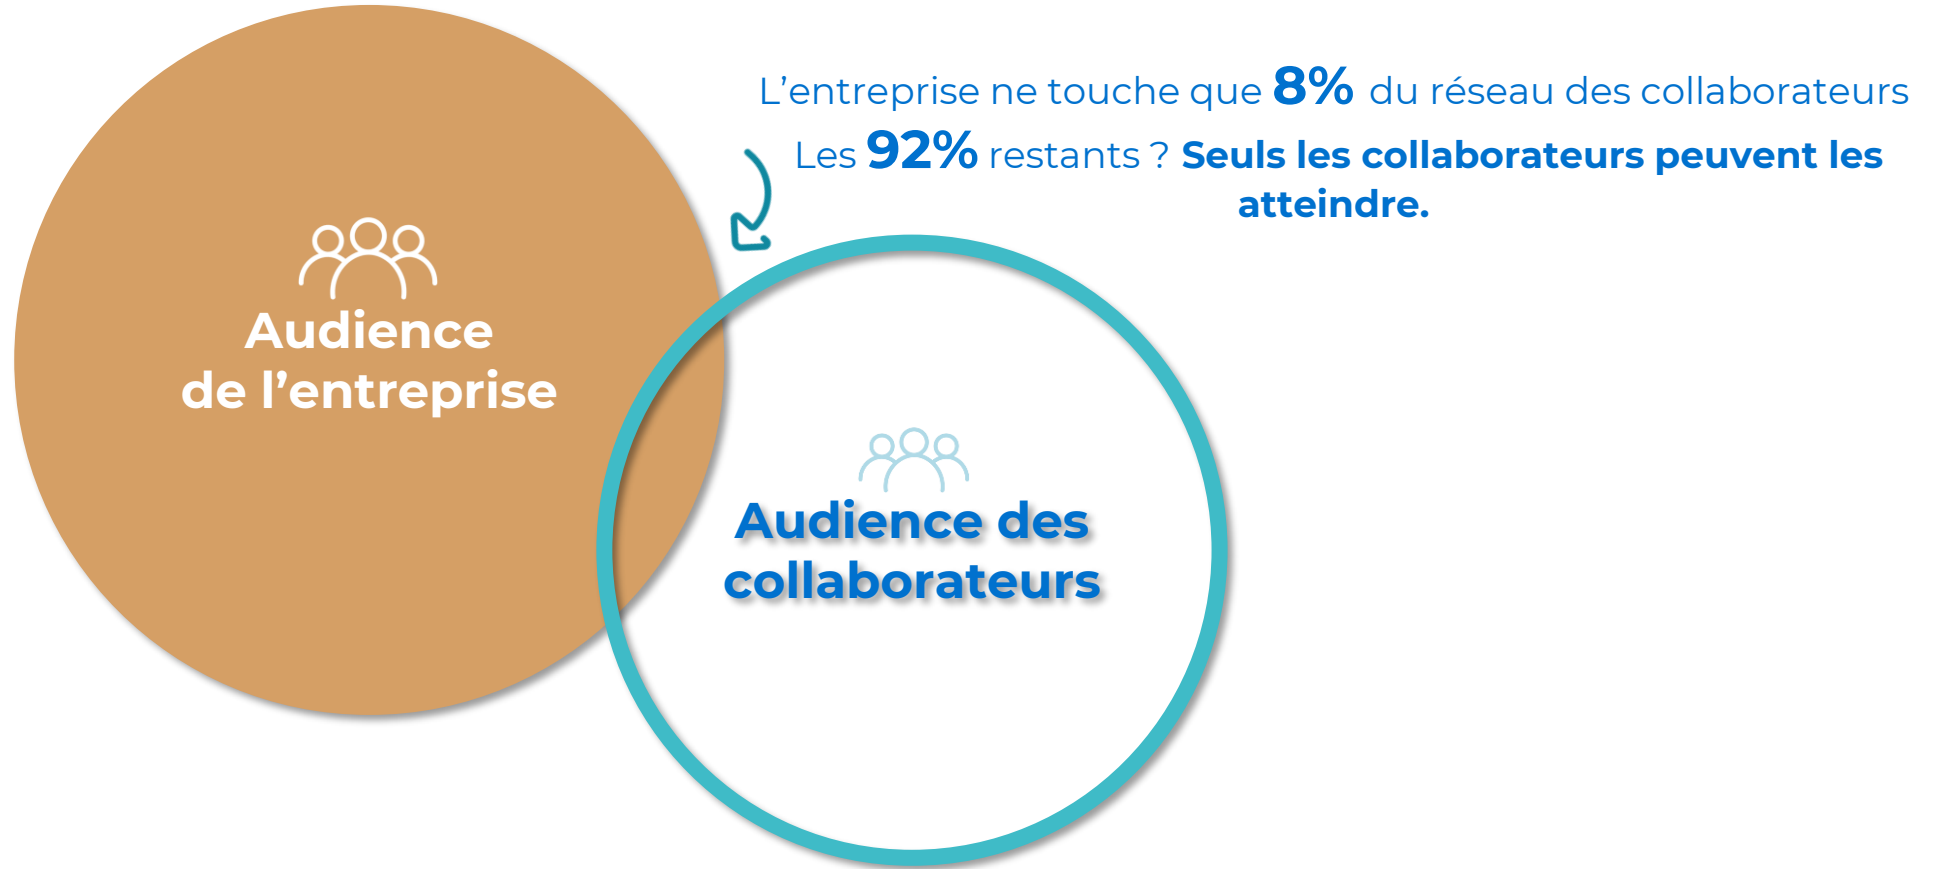 L’entreprise ne touche que 8% du réseau des collaborateurs
Les 92% restants ? Seuls les collaborateurs peuvent les
atteindre.
Audience
de l’entreprise
Audience des
collaborateurs